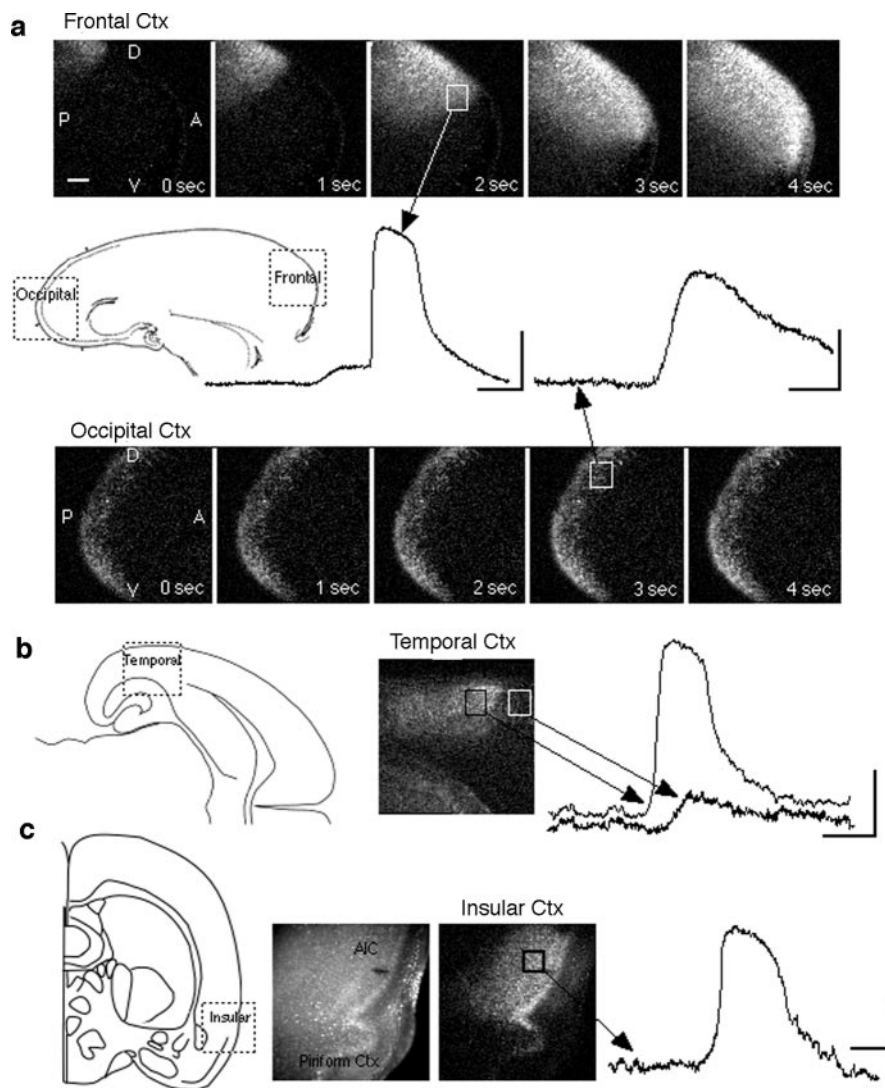 a
Frontal Ctx
D
P
A
V
0 sec
1 sec
2 sec
3 sec
4 sec
Occipital
Frontal
Occipital Ctx
D
P
A
V
0 sec
1 sec
2 sec
3 sec
4 sec
b
Temporal
Temporal Ctx
c
Insular
Insular Ctx
AIC
Piriform Ctx